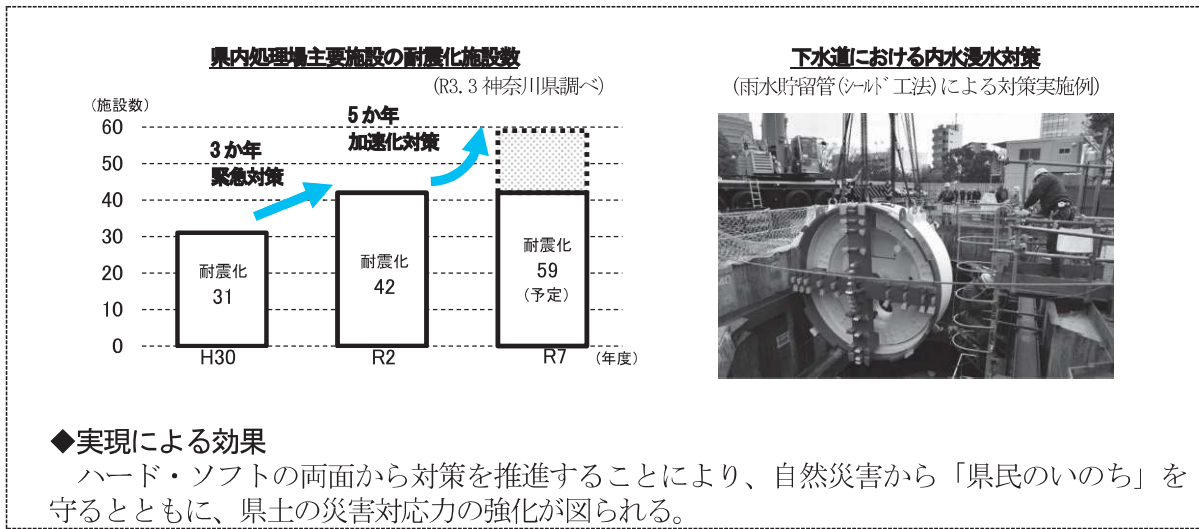 県内処理場主要施設の耐震化施設数
(R3.3 神奈川県調べ)
(施設数)
60
50
40
30
20
10
0
3か年
緊急対策
5か年
加速化対策
耐震化
31
耐震化
42
耐震化
59
(予定)
H30
R2
R7
(年度)
下水道における内水浸水対策
(雨水貯留管(シールド工法)による対策実施例)
◆実現による効果
ハード・ソフトの両面から対策を推進することにより、自然災害から「県民のいのち」を
守るとともに、県土の災害対応力の強化が図られる。